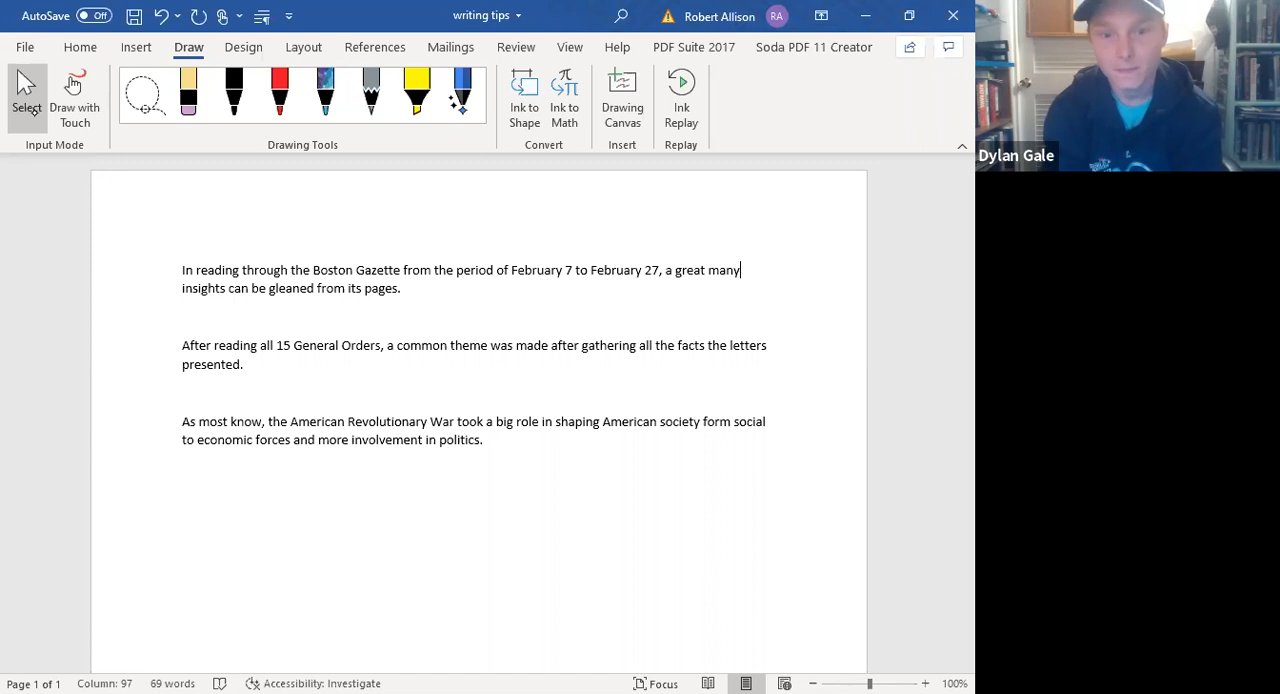 AutoSave Off writing tips Robert Allison RA
File Home Insert Draw Design Layout References Mailings Review View Help PDF Suite 2017 Soda PDF 11 Creator
Select
Draw with
Touch
Ink to
Shape
Ink to
Math
Drawing
Canvas
Ink
Replay
Input Mode Drawing Tools Convert Insert Replay
Dylan Gale
In reading through the Boston Gazette from the period of February 7 to February 27, a great many
insights can be gleaned from its pages.
After reading all 15 General Orders, a common theme was made after gathering all the facts the letters
presented.
As most know, the American Revolutionary War took a big role in shaping American society form social
to economic forces and more involvement in politics.
Page 1 of 1 Column: 97 69 words Accessibility: Investigate Focus 100%